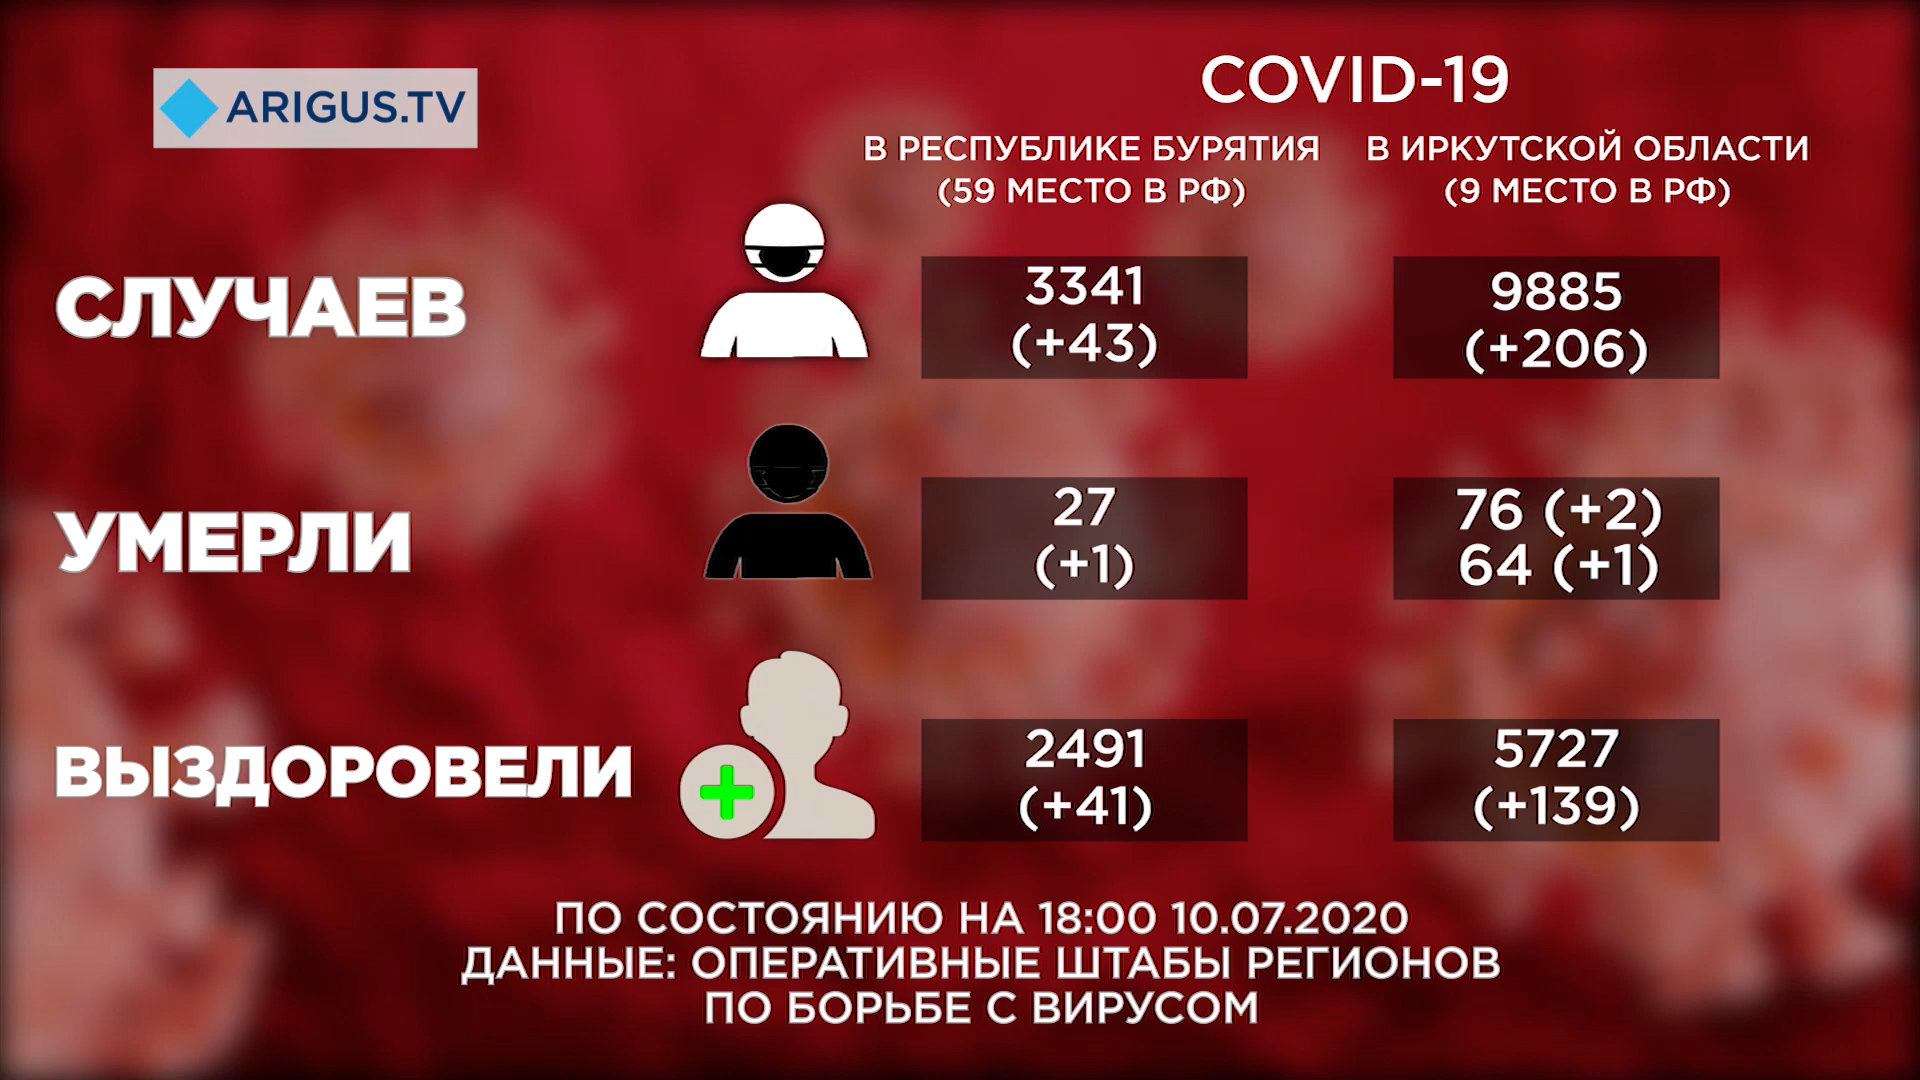 ARIGUS.TV
COVID-19
В РЕСПУБЛИКЕ БУРЯТИЯ
(59 МЕСТО В РФ)
В ИРКУТСКОЙ ОБЛАСТИ
(9 МЕСТО В РФ)
СЛУЧАЕВ
3341
(+43)
9885
(+206)
УМЕРЛИ
27
(+1)
76 (+2)
64 (+1)
ВЫЗДОРОВЕЛИ
2491
(+41)
5727
(+139)
ПО СОСТОЯНИЮ НА 18:00 10.07.2020
ДАННЫЕ: ОПЕРАТИВНЫЕ ШТАБЫ РЕГИОНОВ
ПО БОРЬБЕ С ВИРУСОМ